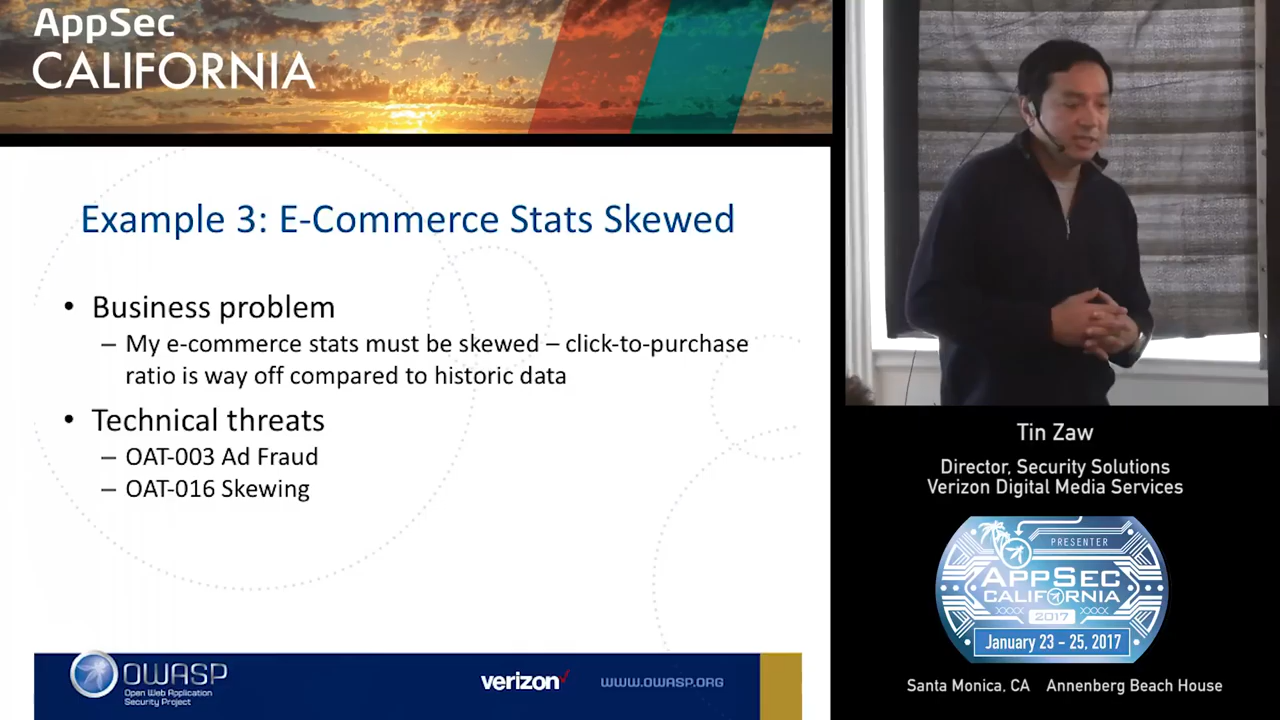 AppSec
CALIFORNIA
Example 3: E-Commerce Stats Skewed
• Business problem
– My e-commerce stats must be skewed – click-to-purchase
ratio is way off compared to historic data
• Technical threats
– OAT-003 Ad Fraud
– OAT-016 Skewing
OWASP
Open Web Application
Security Project
verizon
WWW.OWASP.ORG
Tin Zaw
Director, Security Solutions
Verizon Digital Media Services
PRESENTER
APPSEC
CALIFORNIA
2017
January 23 - 25, 2017
Santa Monica, CA Annenberg Beach House